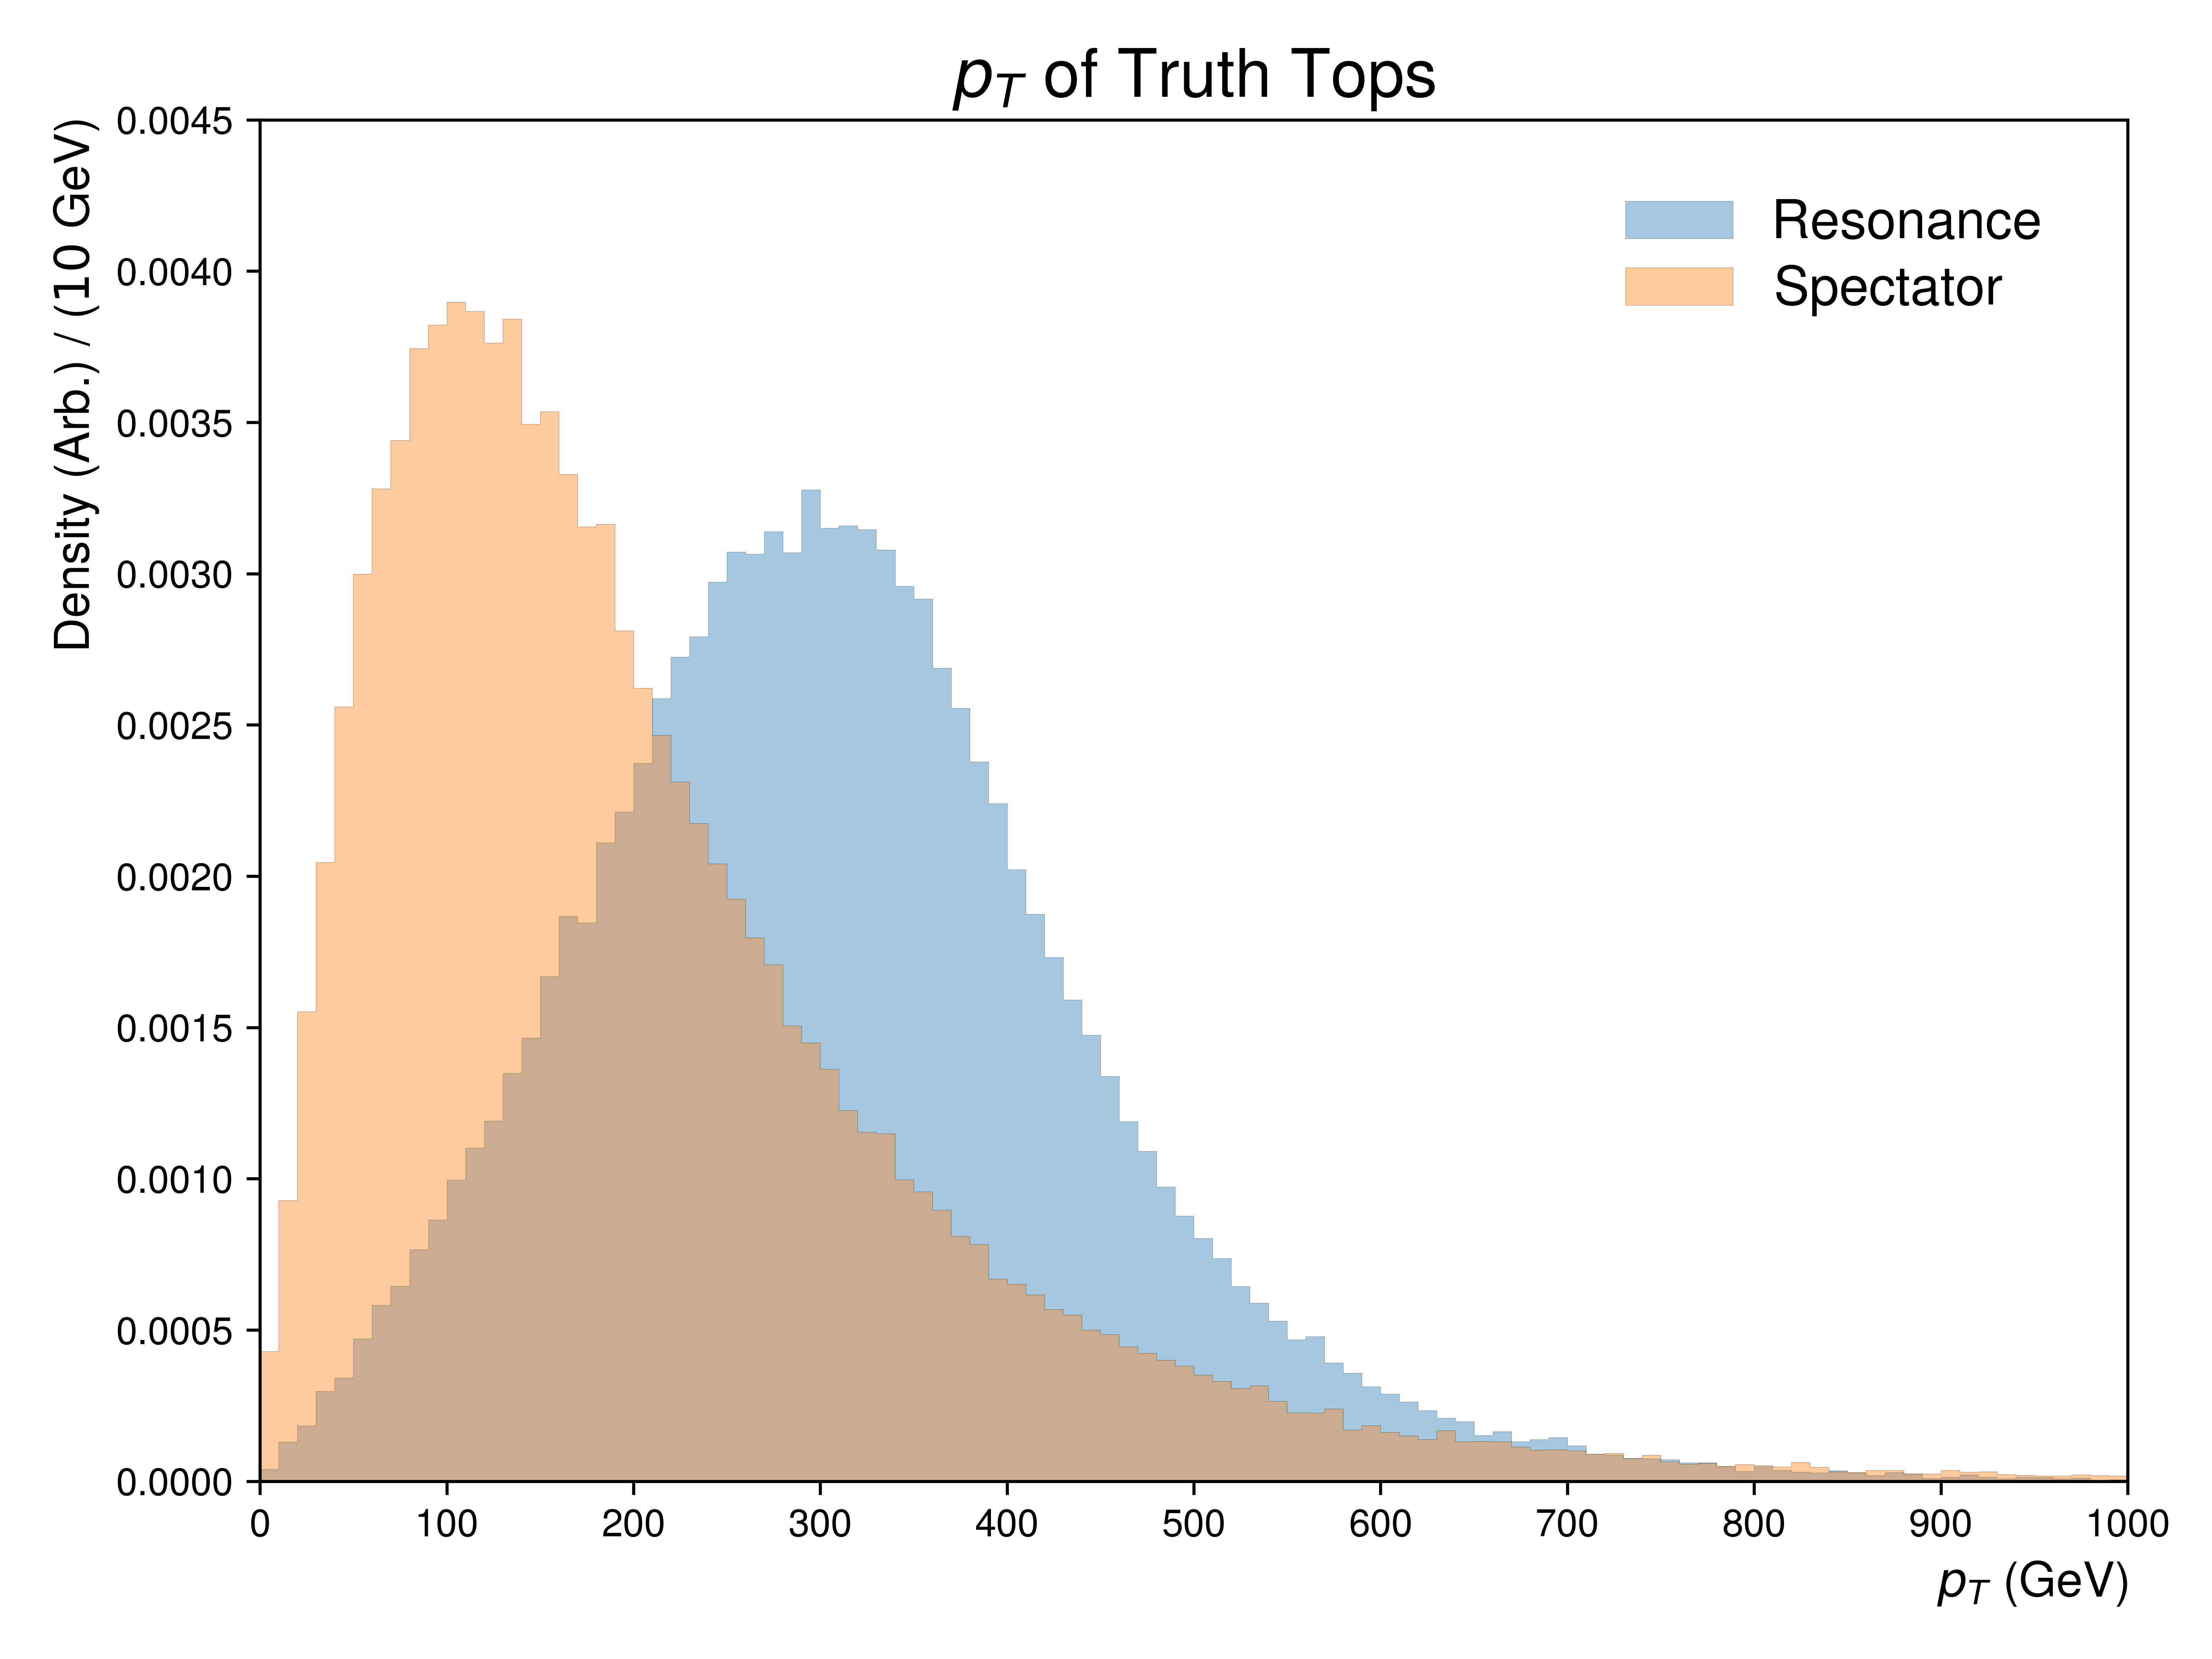 p_T of Truth Tops
Density (Arb.) / (10 GeV)
0.0045
0.0040
0.0035
0.0030
0.0025
0.0020
0.0015
0.0010
0.0005
0.0000
Resonance
Spectator
0 100 200 300 400 500 600 700 800 900 1000
p_T (GeV)